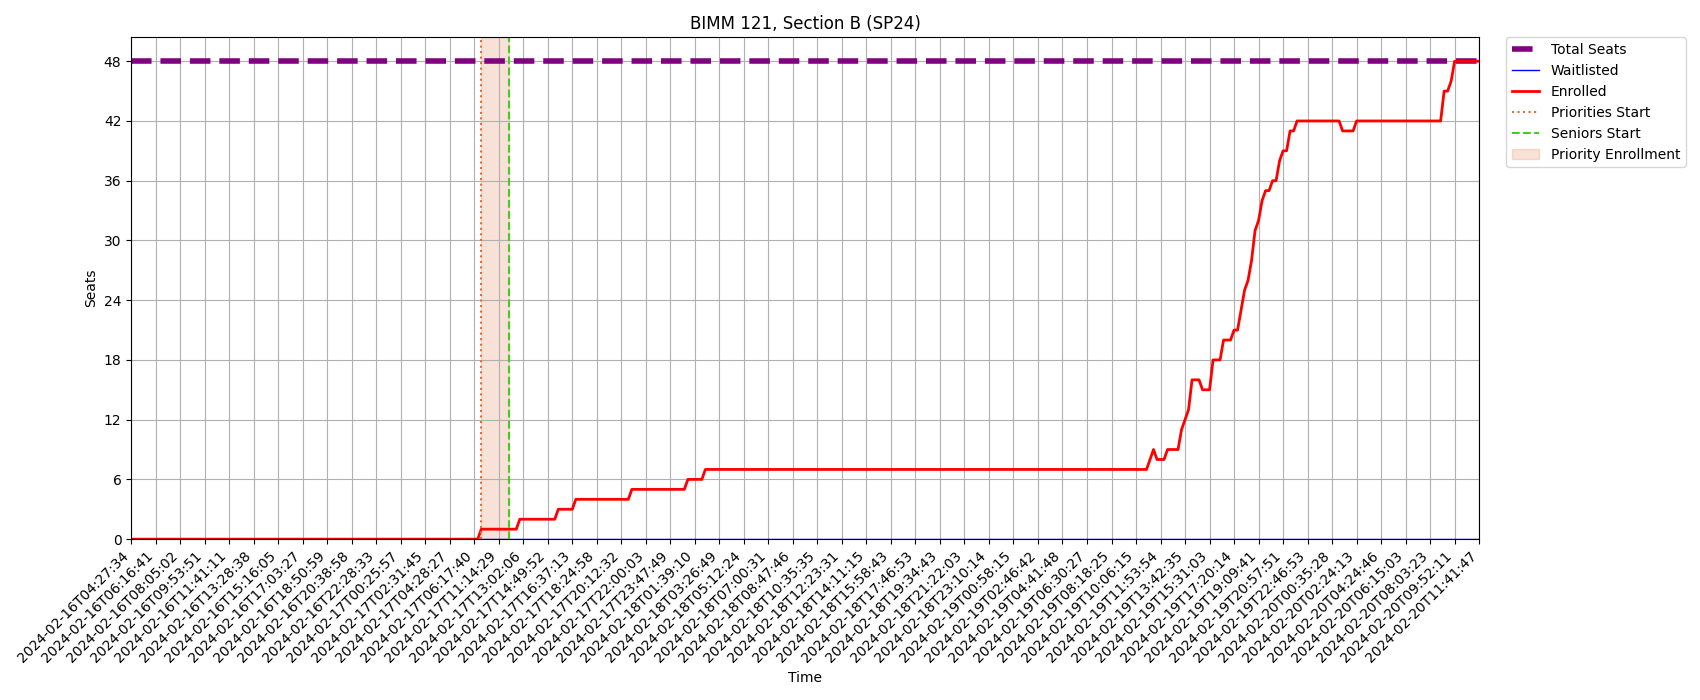 BIMM 121, Section B (SP24)
Total Seats
Waitlisted
Enrolled
Priorities Start
Seniors Start
Priority Enrollment
Seats
48
42
36
30
24
18
12
6
0
2024-02-16T04:27:34
2024-02-16T06:16:41
2024-02-16T08:05:02
2024-02-16T09:53:51
2024-02-16T11:41:11
2024-02-16T13:28:38
2024-02-16T15:16:05
2024-02-16T17:03:27
2024-02-16T18:50:59
2024-02-16T20:38:58
2024-02-16T22:28:33
2024-02-17T00:25:57
2024-02-17T02:31:45
2024-02-17T04:28:27
2024-02-17T06:17:40
2024-02-17T11:14:29
2024-02-17T13:02:06
2024-02-17T14:49:52
2024-02-17T16:37:13
2024-02-17T18:24:58
2024-02-17T20:12:32
2024-02-17T22:00:03
2024-02-17T23:47:49
2024-02-18T01:39:10
2024-02-18T03:26:49
2024-02-18T05:12:24
2024-02-18T07:00:31
2024-02-18T08:47:46
2024-02-18T10:35:35
2024-02-18T12:23:31
2024-02-18T14:11:15
2024-02-18T15:58:43
2024-02-18T17:46:53
2024-02-18T19:34:43
2024-02-18T21:22:03
2024-02-18T23:10:14
2024-02-19T00:58:15
2024-02-19T02:46:42
2024-02-19T04:41:48
2024-02-19T06:30:27
2024-02-19T08:18:25
2024-02-19T10:06:15
2024-02-19T11:53:54
2024-02-19T13:42:35
2024-02-19T15:31:03
2024-02-19T17:20:14
2024-02-19T19:09:41
2024-02-19T20:57:51
2024-02-19T22:46:53
2024-02-20T00:35:28
2024-02-20T02:24:13
2024-02-20T04:24:46
2024-02-20T06:15:03
2024-02-20T08:03:23
2024-02-20T09:52:11
2024-02-20T11:41:47
Time